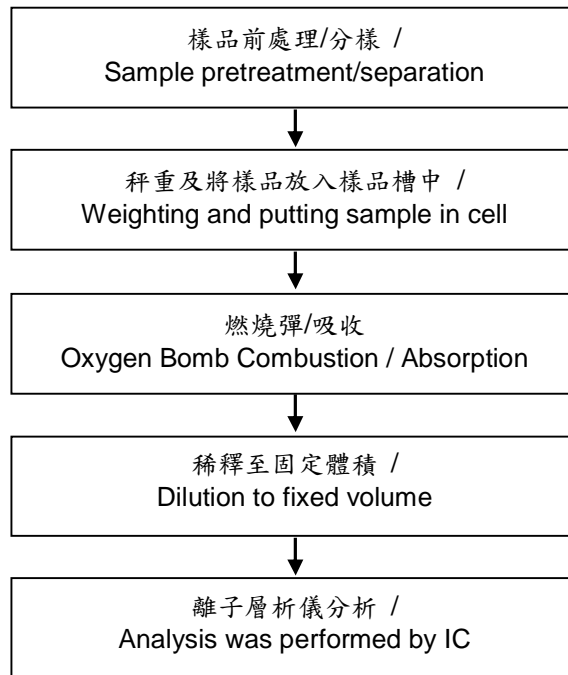 樣品前處理/分樣 /
Sample pretreatment/separation
秤重及將樣品放入樣品槽中 /
Weighting and putting sample in cell
燃燒彈/吸收
Oxygen Bomb Combustion / Absorption
稀釋至固定體積 /
Dilution to fixed volume
離子層析儀分析 /
Analysis was performed by IC